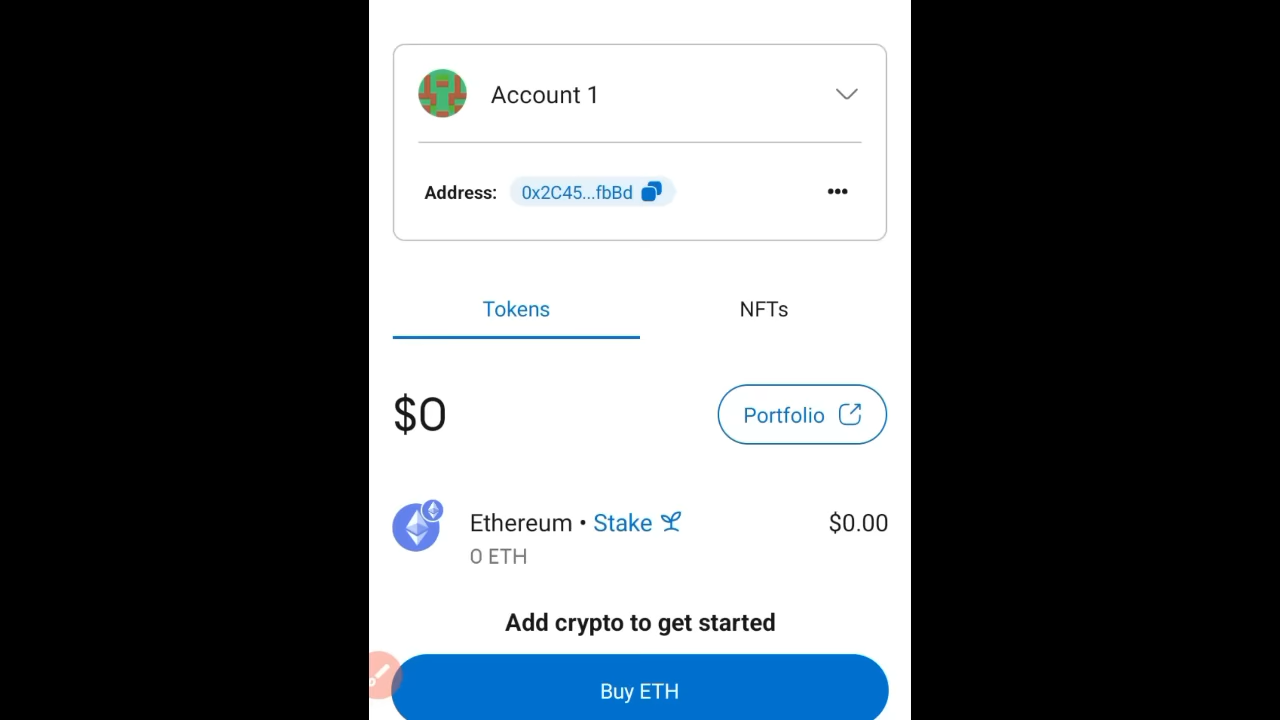 Account 1
Address: 0x2C45...fbBd
Tokens NFTs
$0 Portfolio
Ethereum • Stake $0.00
0 ETH
Add crypto to get started
Buy ETH